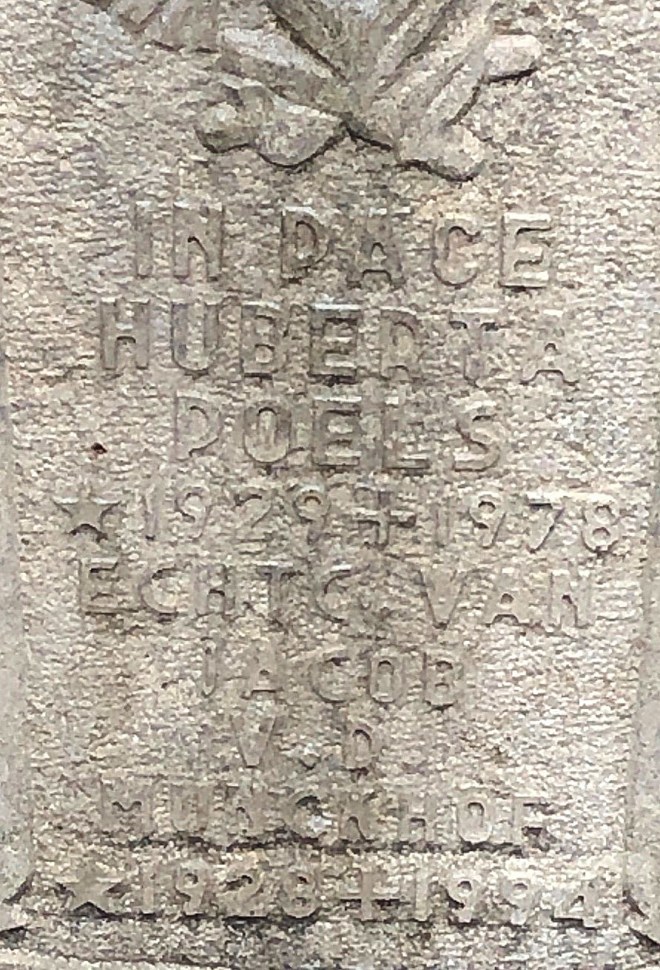 IN PACE
HUBERTA
POELS
★1929✝1978
ECHTG. VAN
JACOB
V.D.
MUNCKHOF
★1928✝1994